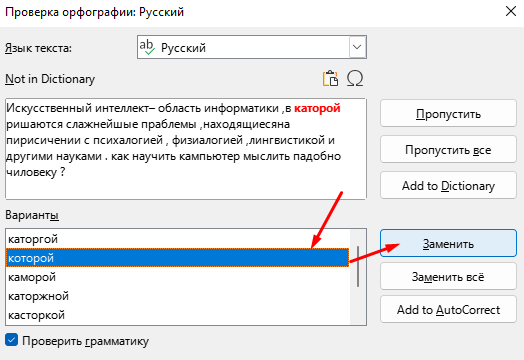 Проверка орфографии: Русский
Язык текста:
Русский
Not in Dictionary
Искусственный интеллект– область информатики ,в каторой
ришаются слажнейшые праблемы ,находящиесяна
пирисичении с психалогией , физиалогией ,лингвистикой и
другими науками . как научить кампьютер мыслить падобно
чиловеку ?
Пропустить
Пропустить все
Add to Dictionary
Варианты
каторгой
которой
каморой
каторжной
касторкой
Заменить
Заменить всё
Add to AutoCorrect
Проверить грамматику